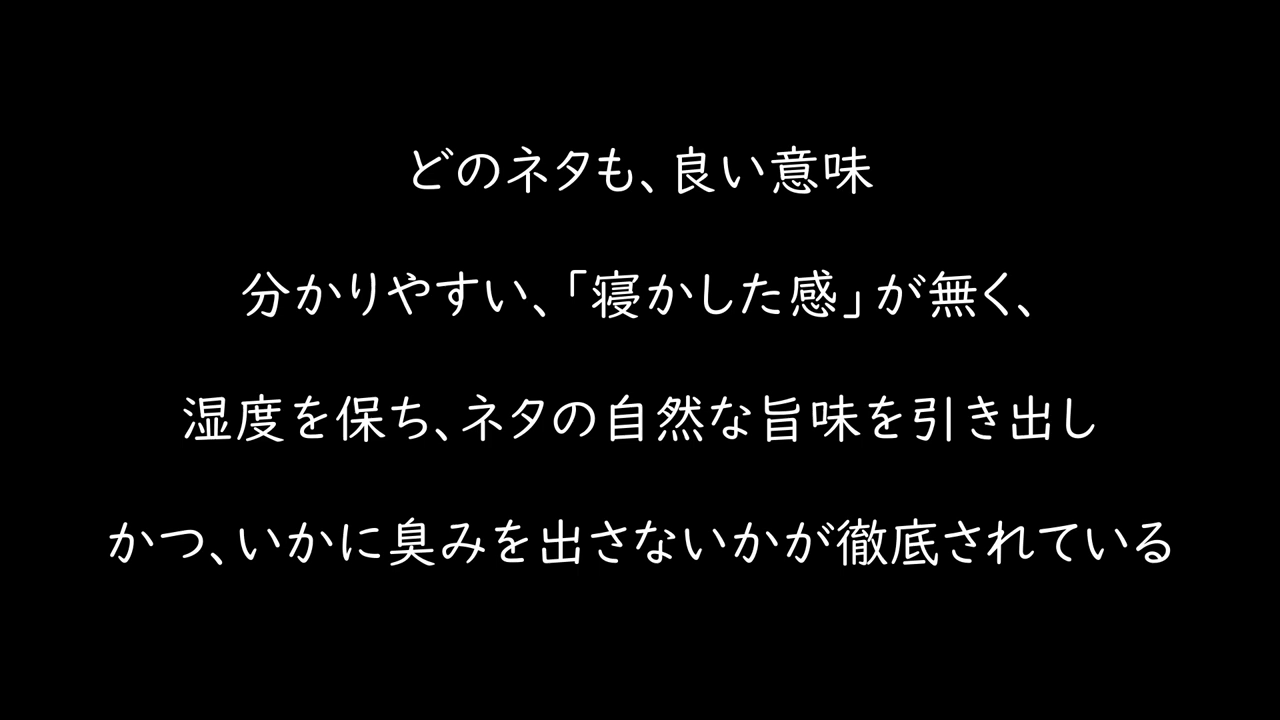 どのネタも、良い意味
分かりやすい、「寝かした感」が無く、
湿度を保ち、ネタの自然な旨味を引き出し
かつ、いかに臭みを出さないかが徹底されている